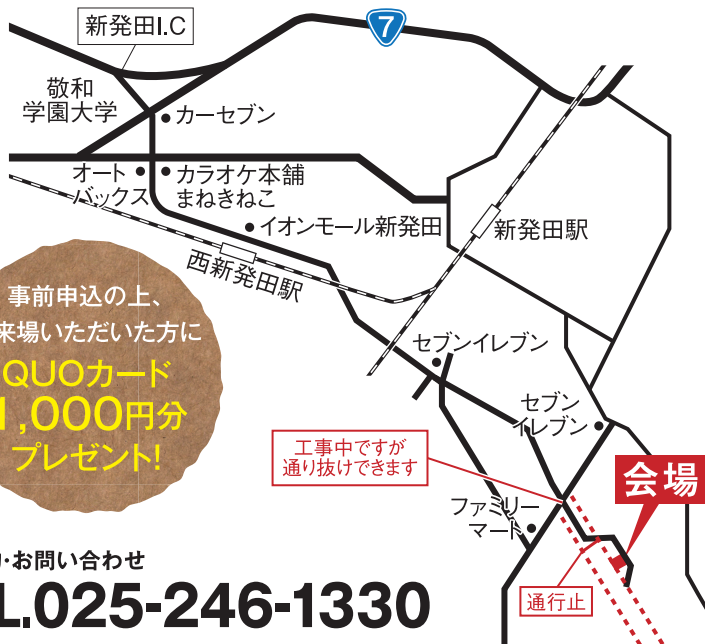 新発田I.C
7
敬和
学園大学
カーセブン
オート
バックス
カラオケ本舗
まねきねこ
イオンモール新発田
新発田駅
西新発田駅
事前申込の上、
来場いただいた方に
QUOカード
1,000円分
プレゼント!
セブンイレブン
セブン
イレブン
工事中ですが
通り抜けできます
会場
ファミリー
マート
通行止
・お問い合わせ
L.025-246-1330